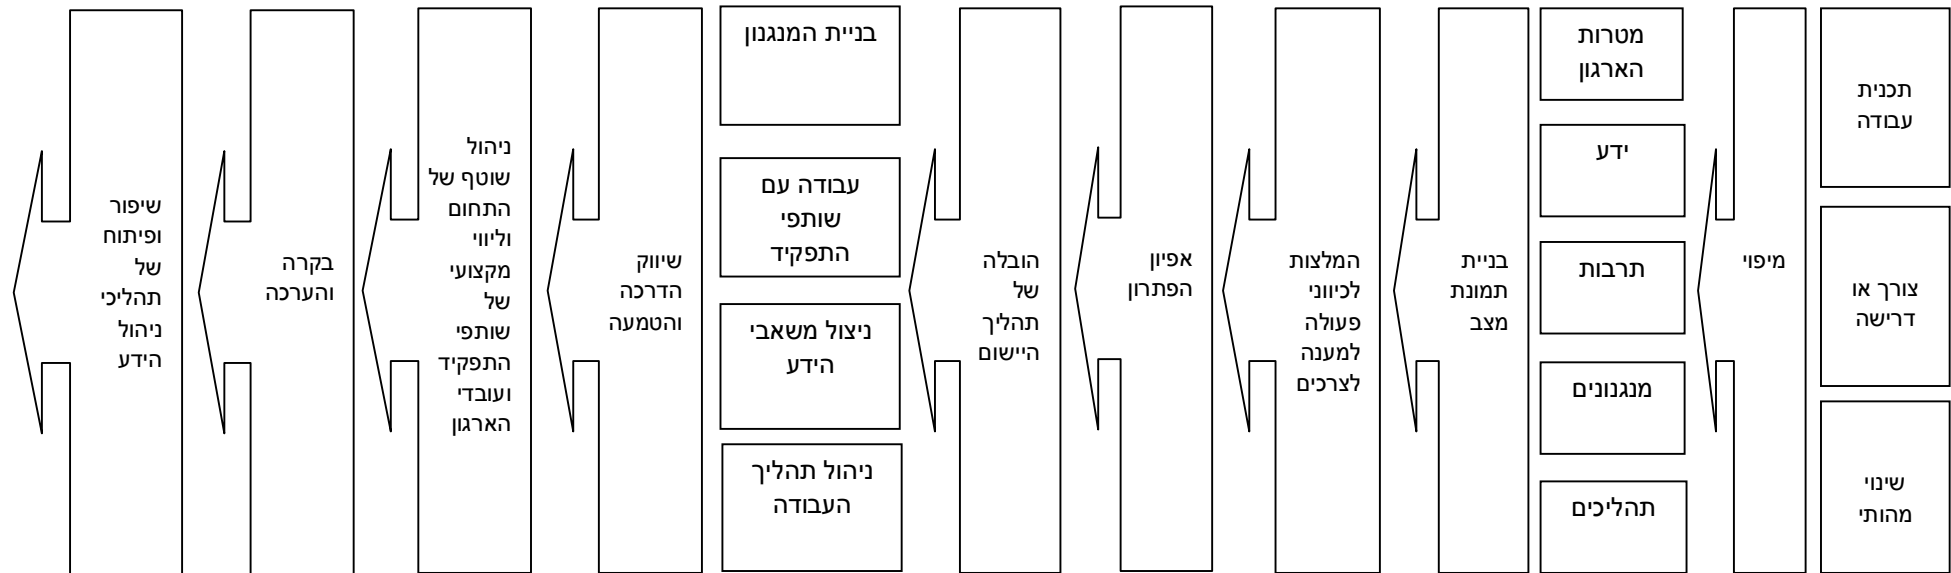 תכנית
עבודה
צורך או
דרישה
שינוי
מהותי
מיפוי
מטרות
הארגון
ידע
תרבות
מנגנונים
תהליכים
בניית
תמונת
מצב
המלצות
לכיווני
פעולה
למענה
לצרכים
אפיון
הפתרון
הובלה
של
תהליך
היישום
בניית המנגנון
עבודה עם
שותפי
התפקיד
ניצול משאבי
הידע
ניהול תהליך
העבודה
שיווק
הדרכה
והטמעה
ניהול
שוטף של
התחום
וליווי
מקצועי
של
שותפי
התפקיד
ועובדי
הארגון
בקרה
והערכה
שיפור
ופיתוח
של
תהליכי
ניהול
הידע